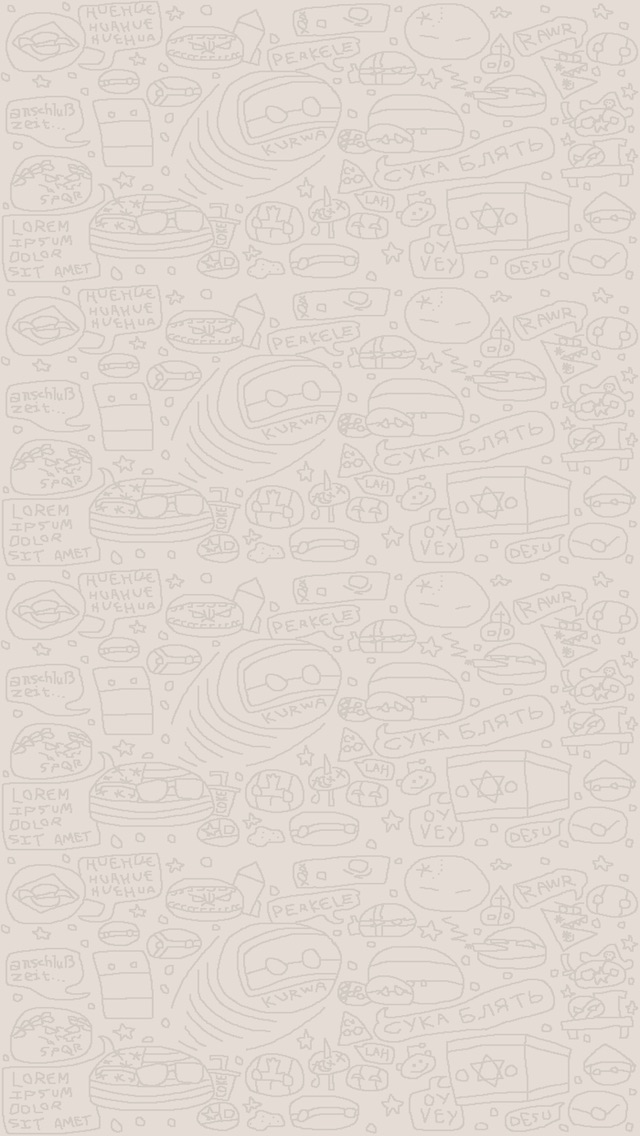 HUEHUE
HUAHUE
HUEHUA
RAWR
PERKELE
anschluß
zeit...
KURWA
СУКА БЛЯТЬ
SPQR
LAH
LOREM
IPSUM
DOLOR
SIT AMET
OY
VEY
DESU
HUEHUE
HUAHUE
HUEHUA
RAWR
PERKELE
anschluß
zeit...
KURWA
СУКА БЛЯТЬ
SPQR
LAH
LOREM
IPSUM
DOLOR
SIT AMET
OY
VEY
DESU
HUEHUE
HUAHUE
HUEHUA
RAWR
PERKELE
anschluß
zeit...
KURWA
СУКА БЛЯТЬ
SPQR
LAH
LOREM
IPSUM
DOLOR
SIT AMET
OY
VEY
DESU
HUEHUE
HUAHUE
HUEHUA
RAWR
PERKELE
anschluß
zeit...
KURWA
СУКА БЛЯТЬ
SPQR
LAH
LOREM
IPSUM
DOLOR
SIT AMET
OY
VEY
DESU